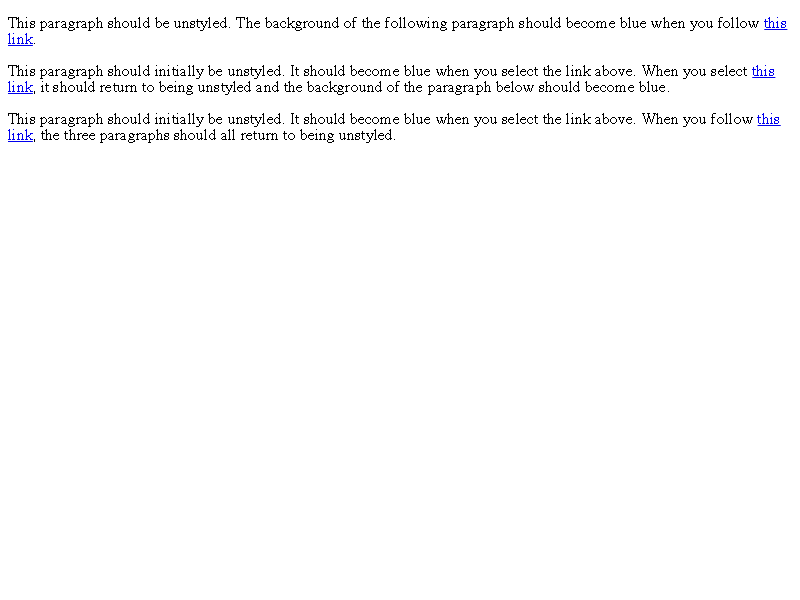 This paragraph should be unstyled. The background of the following paragraph should become blue when you follow this
link.
This paragraph should initially be unstyled. It should become blue when you select the link above. When you select this
link, it should return to being unstyled and the background of the paragraph below should become blue.
This paragraph should initially be unstyled. It should become blue when you select the link above. When you follow this
link, the three paragraphs should all return to being unstyled.